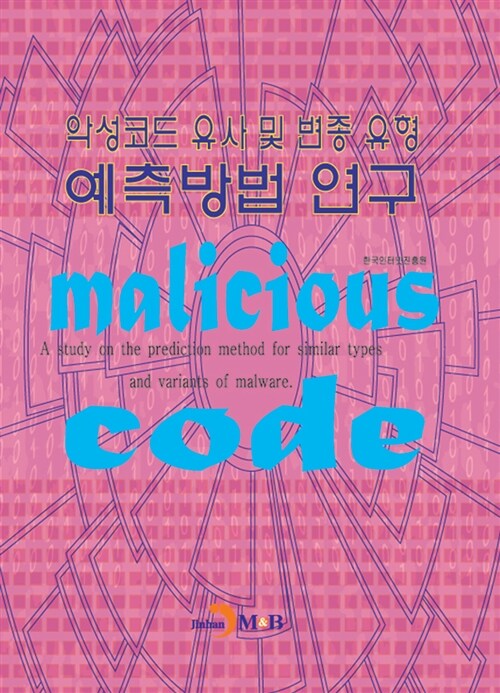 악성코드 유사 및 변종 유형
예측방법 연구
한국인터넷진흥원
malicious
A study on the prediction method for similar types
and variants of malware.
code
Jinhan M&B